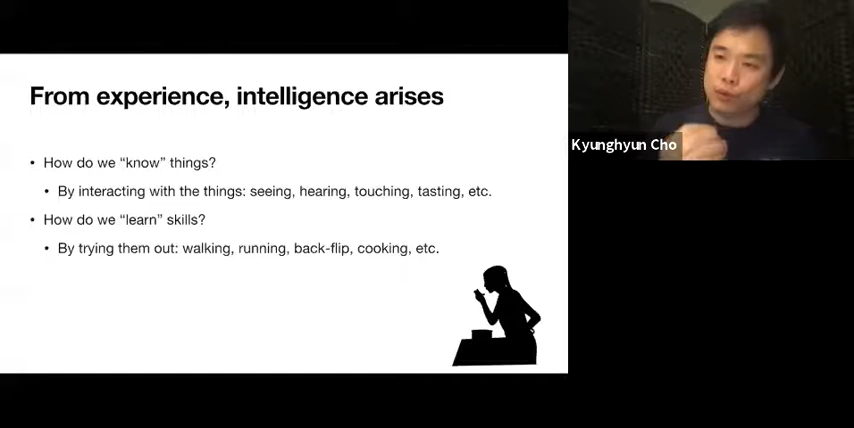 From experience, intelligence arises
• How do we “know” things?
• By interacting with the things: seeing, hearing, touching, tasting, etc.
• How do we “learn” skills?
• By trying them out: walking, running, back-flip, cooking, etc.
Kyunghyun Cho